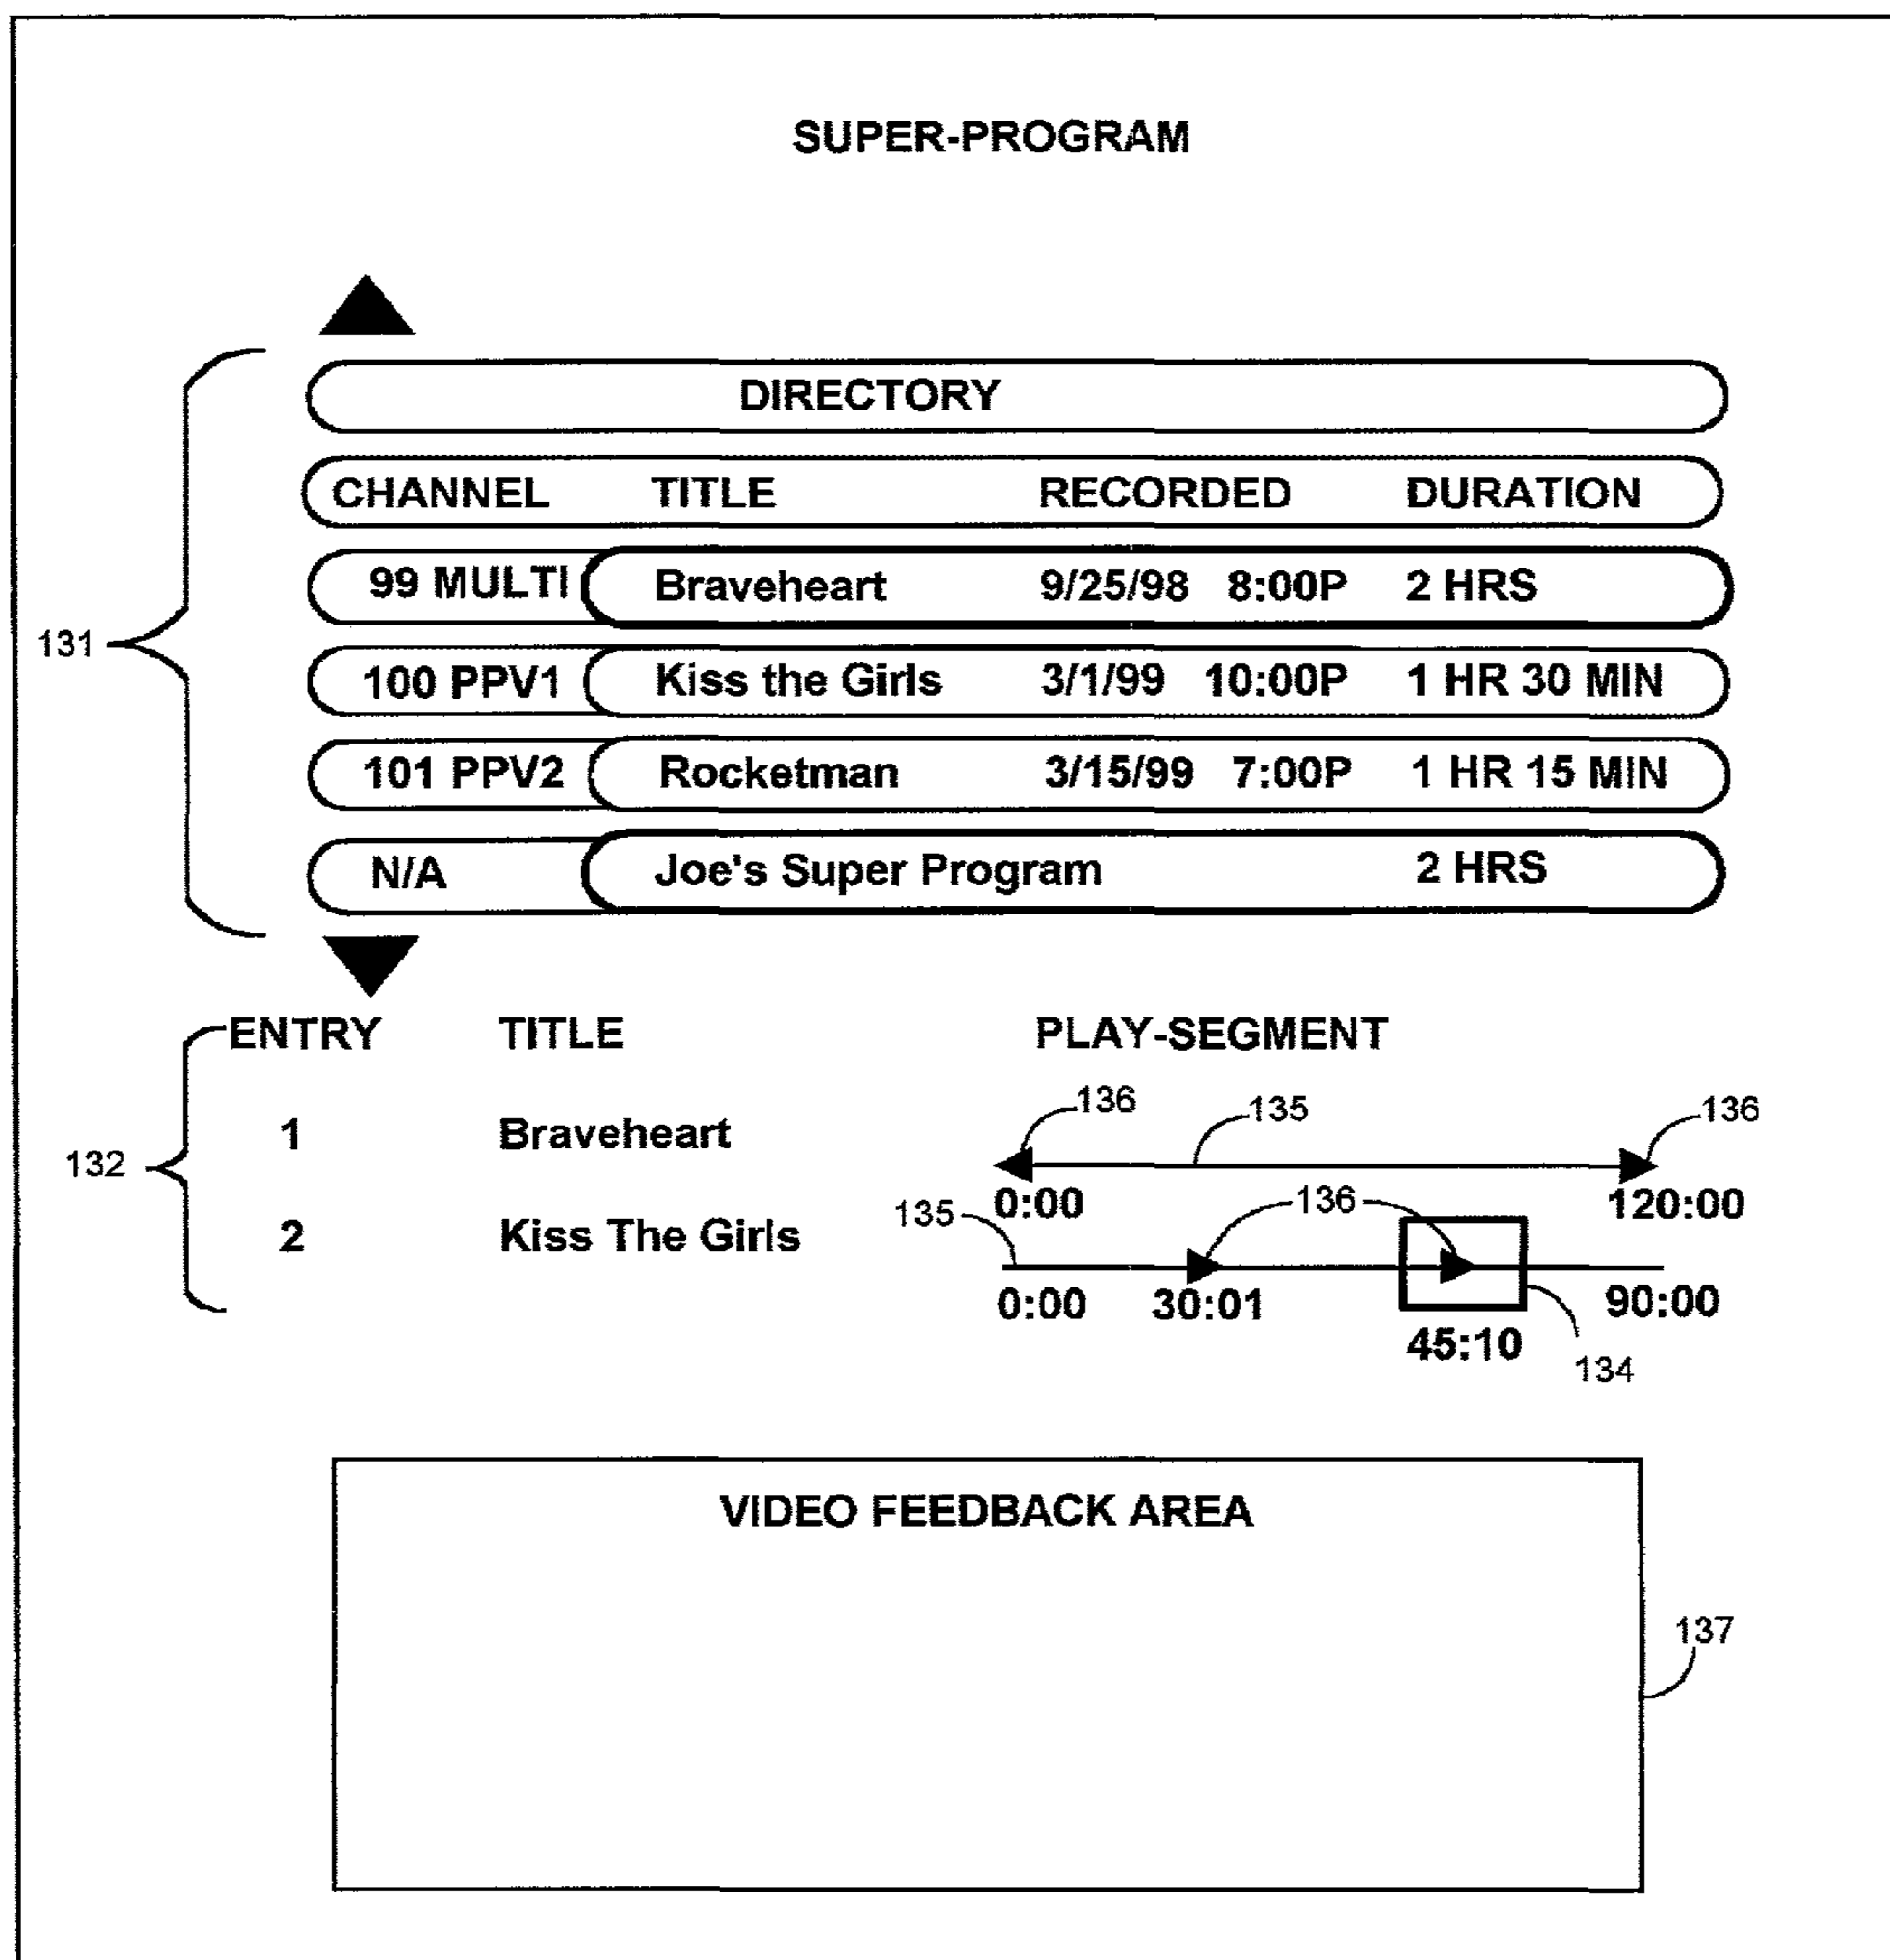 SUPER-PROGRAM
DIRECTORY
CHANNEL TITLE RECORDED DURATION
99 MULTI Braveheart 9/25/98 8:00P 2 HRS
100 PPV1 Kiss the Girls 3/1/99 10:00P 1 HR 30 MIN
131
101 PPV2 Rocketman 3/15/99 7:00P 1 HR 15 MIN
N/A Joe's Super Program 2 HRS
ENTRY TITLE PLAY-SEGMENT
136 135 136
1 Braveheart
132
0:00 136 120:00
135
2 Kiss The Girls
0:00 30:01 90:00
45:10
134
VIDEO FEEDBACK AREA
137